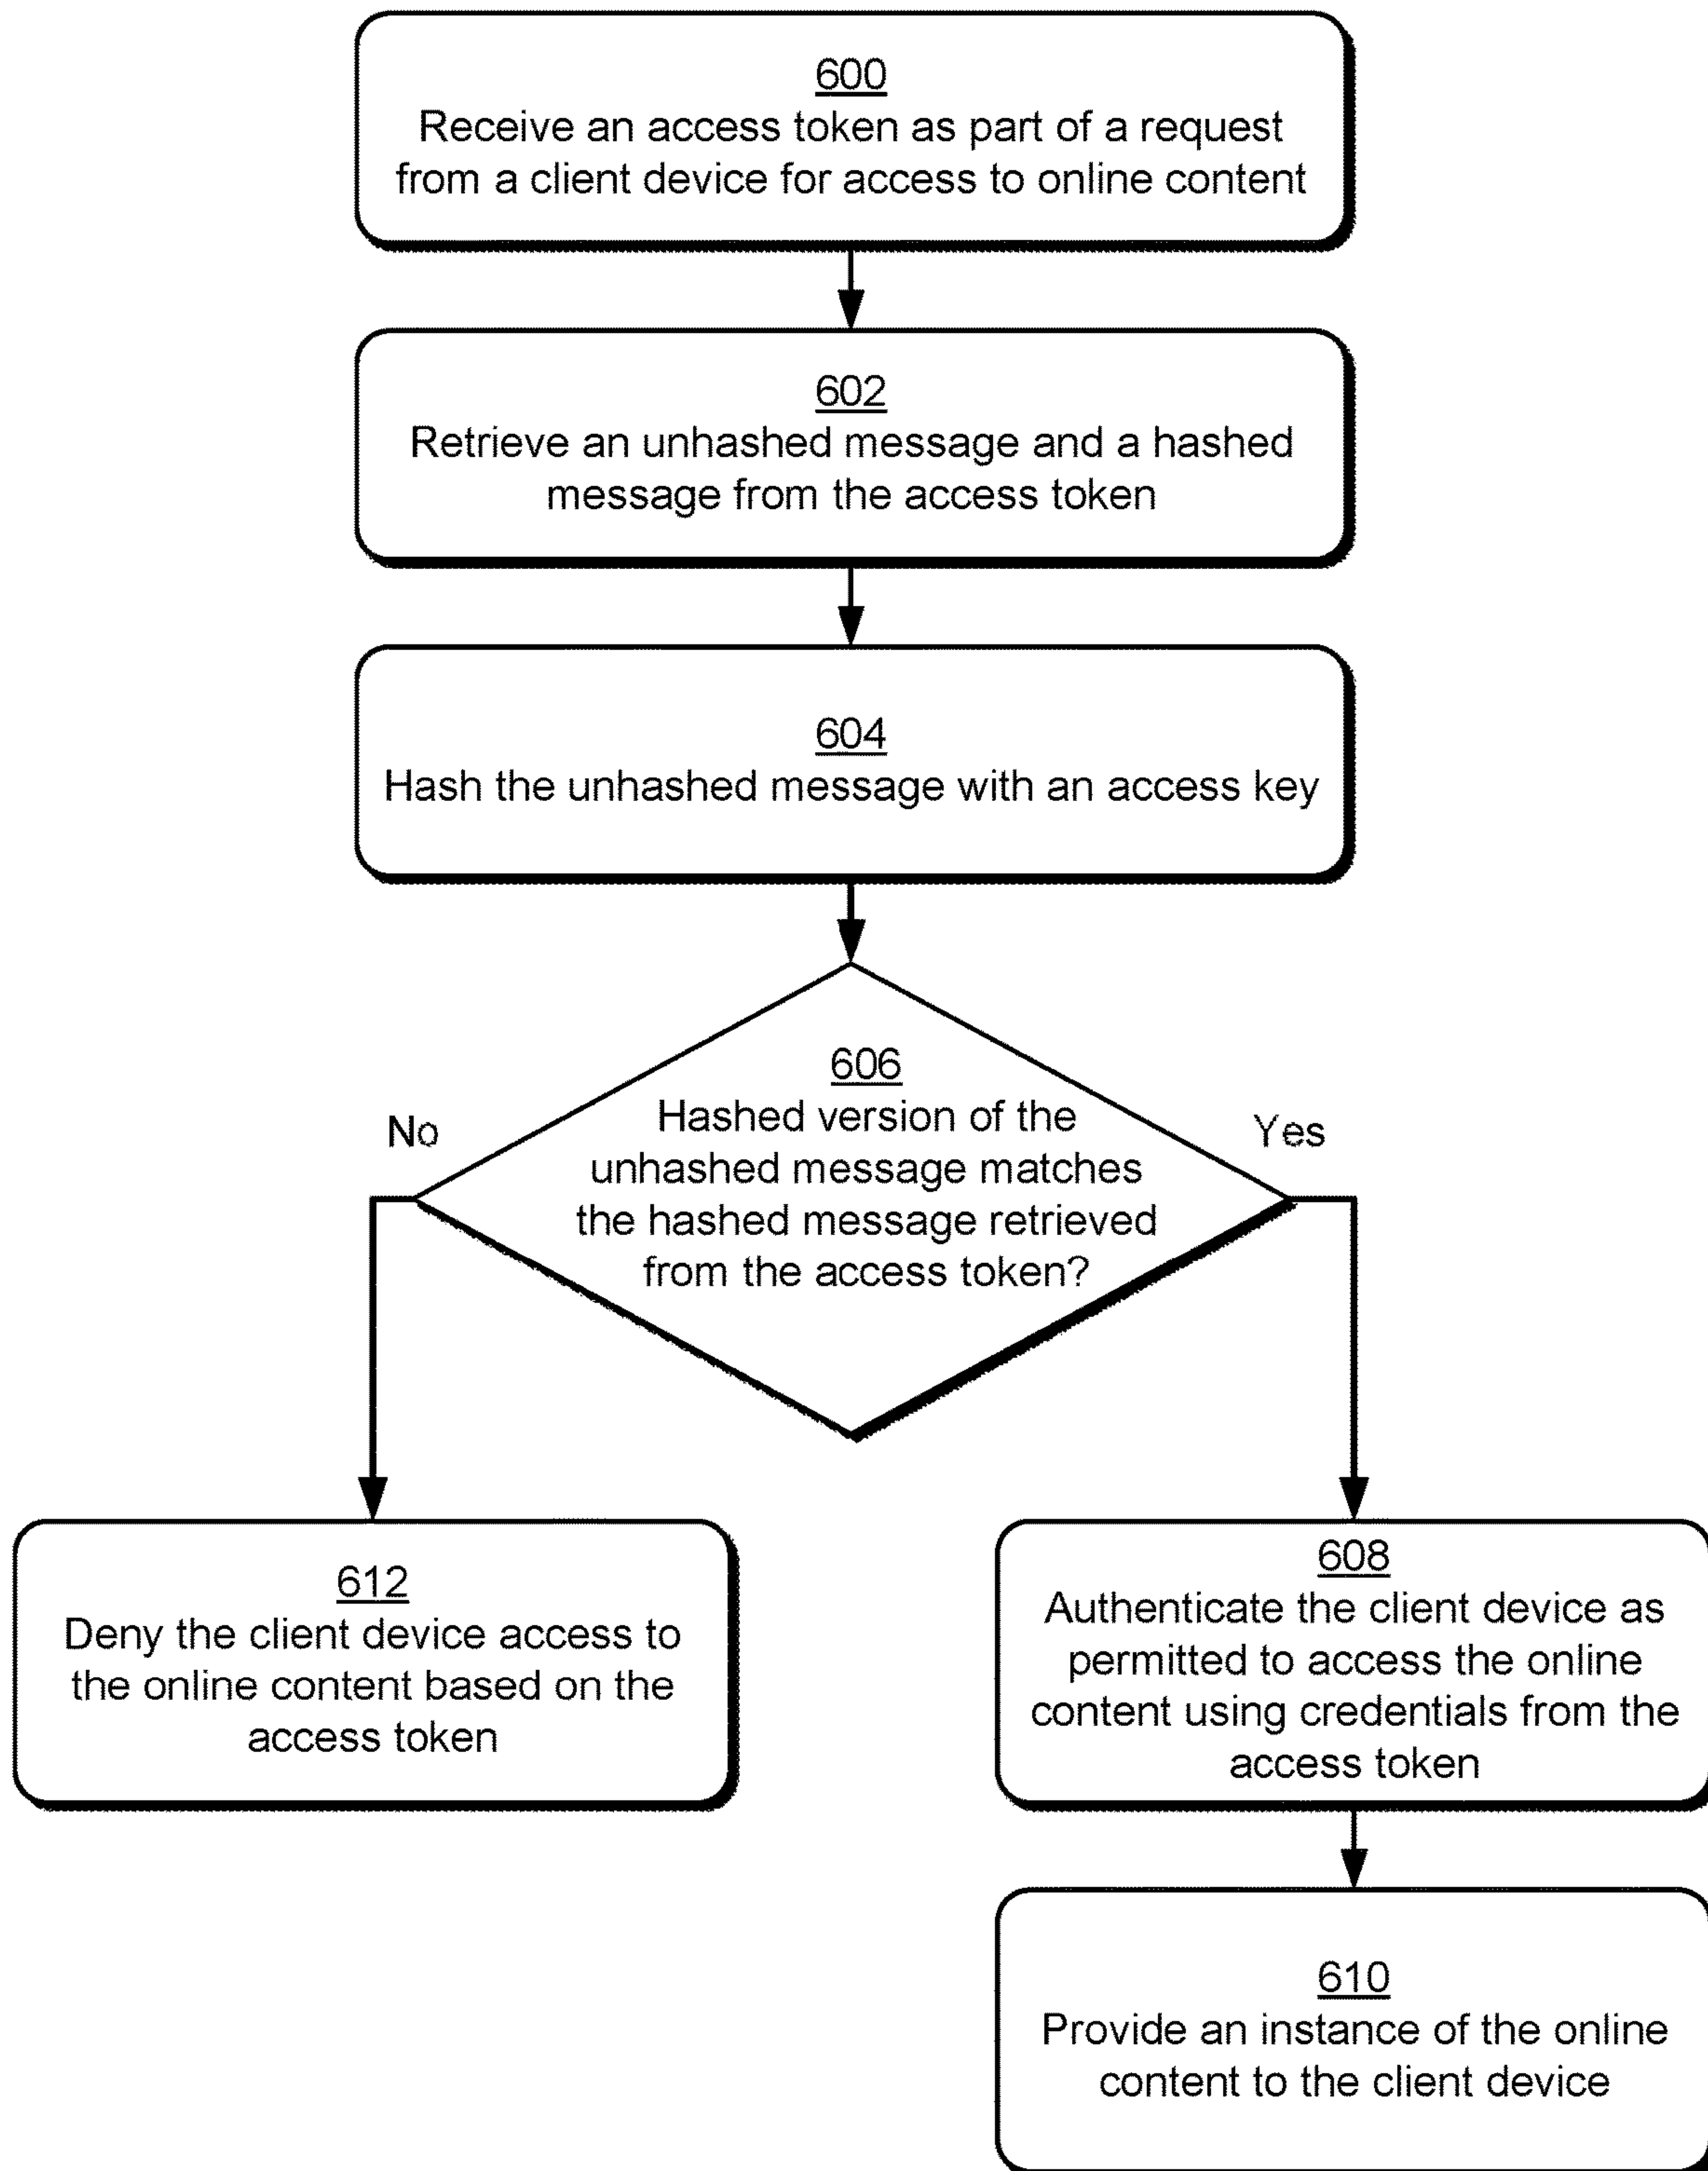 600
Receive an access token as part of a request
from a client device for access to online content
602
Retrieve an unhashed message and a hashed
message from the access token
604
Hash the unhashed message with an access key
606
Hashed version of the
unhashed message matches
the hashed message retrieved
from the access token?
No
Yes
612
Deny the client device access to
the online content based on the
access token
608
Authenticate the client device as
permitted to access the online
content using credentials from the
access token
610
Provide an instance of the online
content to the client device